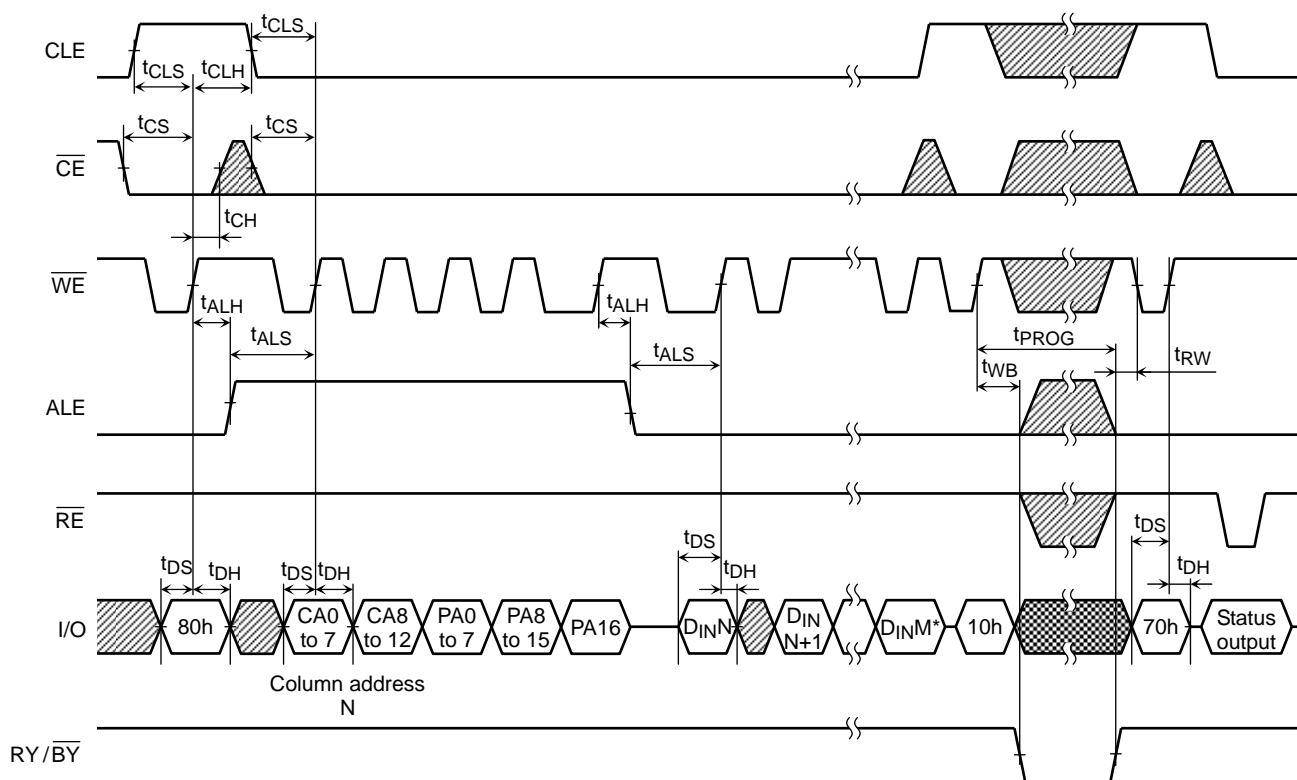 CLE
tCLS
tCLS
tCLH
CE
tCS
tCS
tCH
WE
tALH
tALS
tALH
tALS
tPROG
tWB
tRW
ALE
RE
tDS
tDH
tDS
tDH
tDS
tDH
tDS
tDH
I/O
80h
CA0
to 7
CA8
to 12
PA0
to 7
PA8
to 15
PA16
DINN
DIN
N+1
DINM*
10h
70h
Status
output
Column address
N
RY/BY